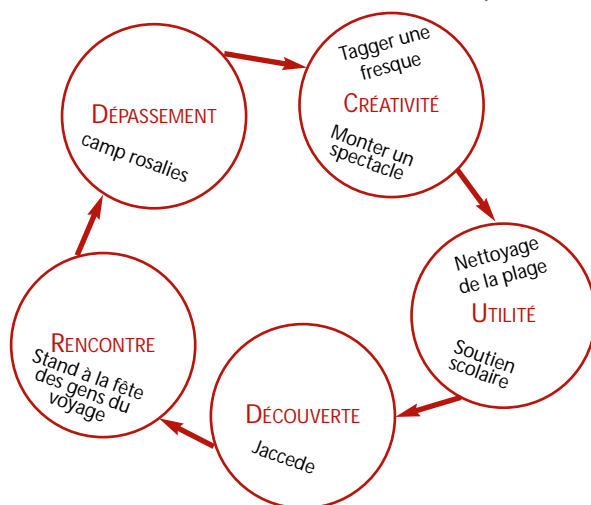 Tagger une
fresque
CRÉATIVITÉ
Monter un
spectacle
DÉPASSEMENT
camp rosalies
Nettoyage
de la plage
UTILITÉ
Soutien
scolaire
DÉCOUVERTE
Jaccede
RENCONTRE
Stand à la fête
des gens du
voyage